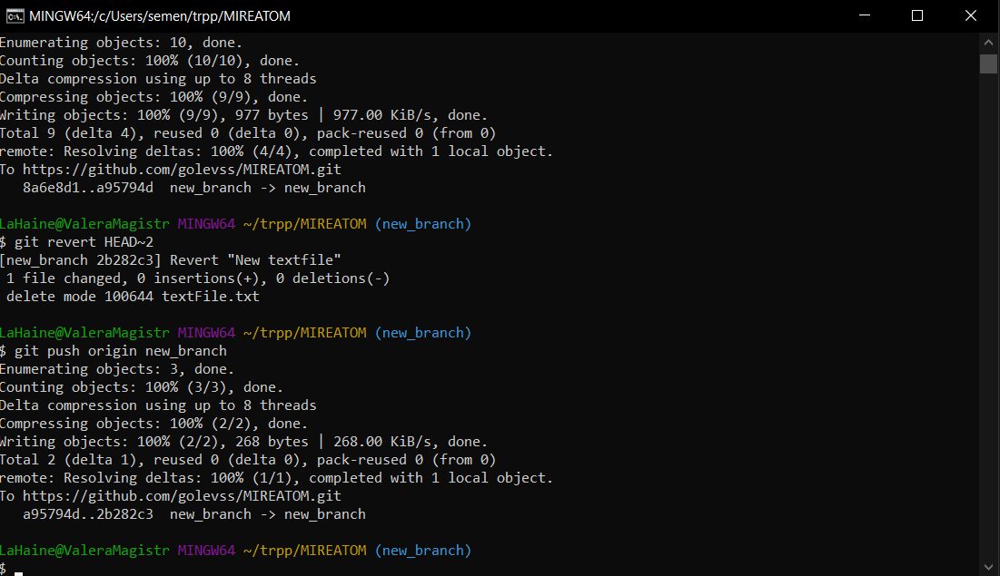 MINGW64:/c/Users/semen/trpp/MIREATOM
Enumerating objects: 10, done.
Counting objects: 100% (10/10), done.
Delta compression using up to 8 threads
Compressing objects: 100% (9/9), done.
Writing objects: 100% (9/9), 977 bytes | 977.00 KiB/s, done.
Total 9 (delta 4), reused 0 (delta 0), pack-reused 0 (from 0)
remote: Resolving deltas: 100% (4/4), completed with 1 local object.
To https://github.com/golevss/MIREATOM.git
   8a6e8d1..a95794d  new_branch -> new_branch

LaHaine@ValeraMagistr MINGW64 ~/trpp/MIREATOM (new_branch)
$ git revert HEAD~2
[new_branch 2b282c3] Revert "New textfile"
 1 file changed, 0 insertions(+), 0 deletions(-)
 delete mode 100644 textFile.txt

LaHaine@ValeraMagistr MINGW64 ~/trpp/MIREATOM (new_branch)
$ git push origin new_branch
Enumerating objects: 3, done.
Counting objects: 100% (3/3), done.
Delta compression using up to 8 threads
Compressing objects: 100% (2/2), done.
Writing objects: 100% (2/2), 268 bytes | 268.00 KiB/s, done.
Total 2 (delta 1), reused 0 (delta 0), pack-reused 0 (from 0)
remote: Resolving deltas: 100% (1/1), completed with 1 local object.
To https://github.com/golevss/MIREATOM.git
   a95794d..2b282c3  new_branch -> new_branch

LaHaine@ValeraMagistr MINGW64 ~/trpp/MIREATOM (new_branch)
$